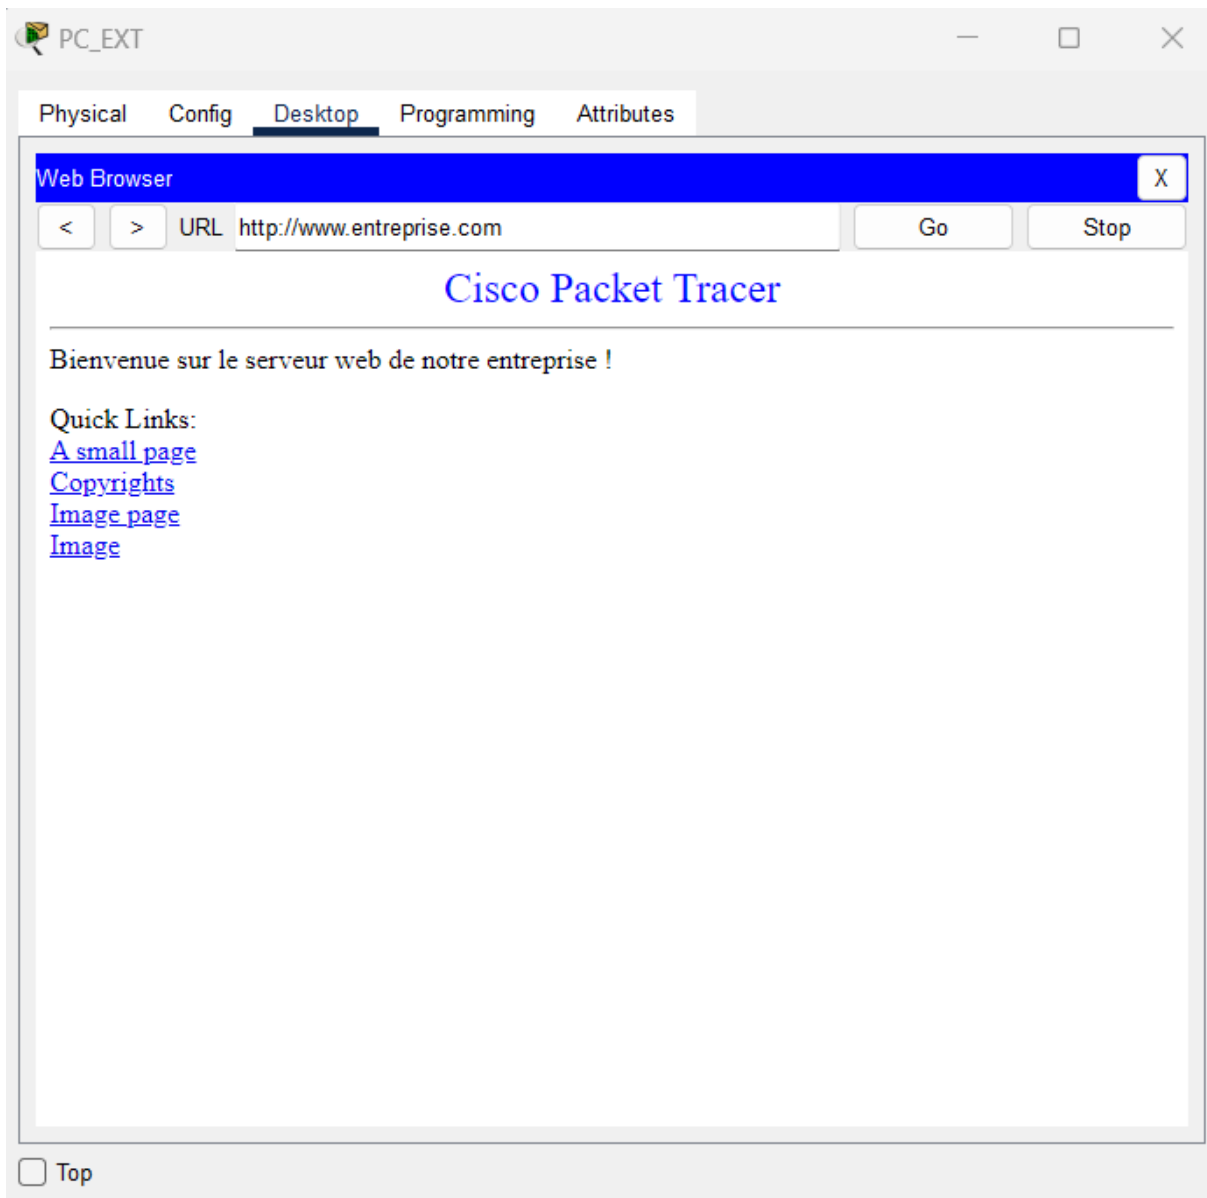 PC_EXT
Physical Config Desktop Programming Attributes
Web Browser X
< > URL http://www.entreprise.com Go Stop
Cisco Packet Tracer
Bienvenue sur le serveur web de notre entreprise !
Quick Links:
A small page
Copyrights
Image page
Image
Top